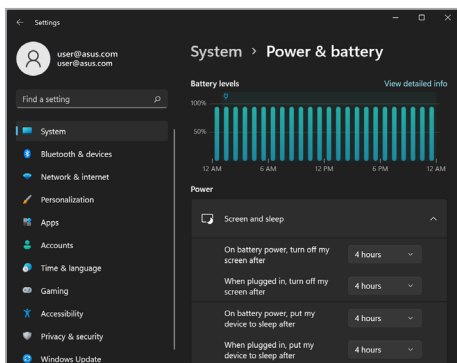 Settings
user@asus.com
user@asus.com
Find a setting
System
Bluetooth & devices
Network & internet
Personalization
Apps
Accounts
Time & language
Gaming
Accessibility
Privacy & security
Windows Update
System > Power & battery
Battery levels
View detailed info
100%
50%
12 AM 6 AM 12 PM 6 PM 12 AM
Power
Screen and sleep
On battery power, turn off my
screen after
4 hours
When plugged in, turn off my
screen after
4 hours
On battery power, put my
device to sleep after
4 hours
When plugged in, put my
device to sleep after
4 hours